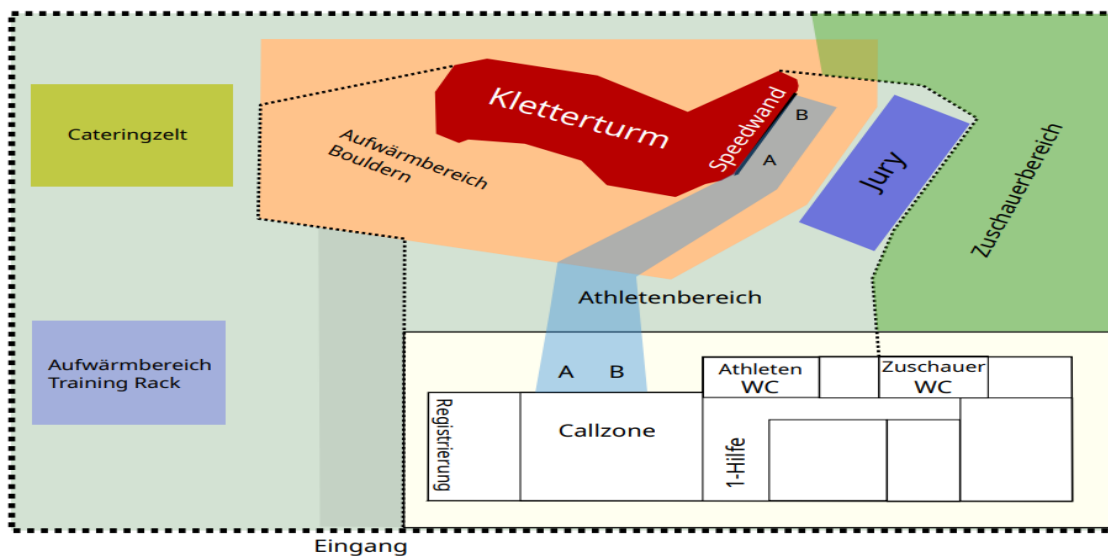 Cateringzelt
Kletterturm
Speedwand
B
A
Aufwärmbereich
Bouldern
Jury
Zuschauerbereich
Athletenbereich
Aufwärmbereich
Training Rack
A B
Athleten
WC
Zuschauer
WC
Registrierung
Callzone
1-Hilfe
Eingang